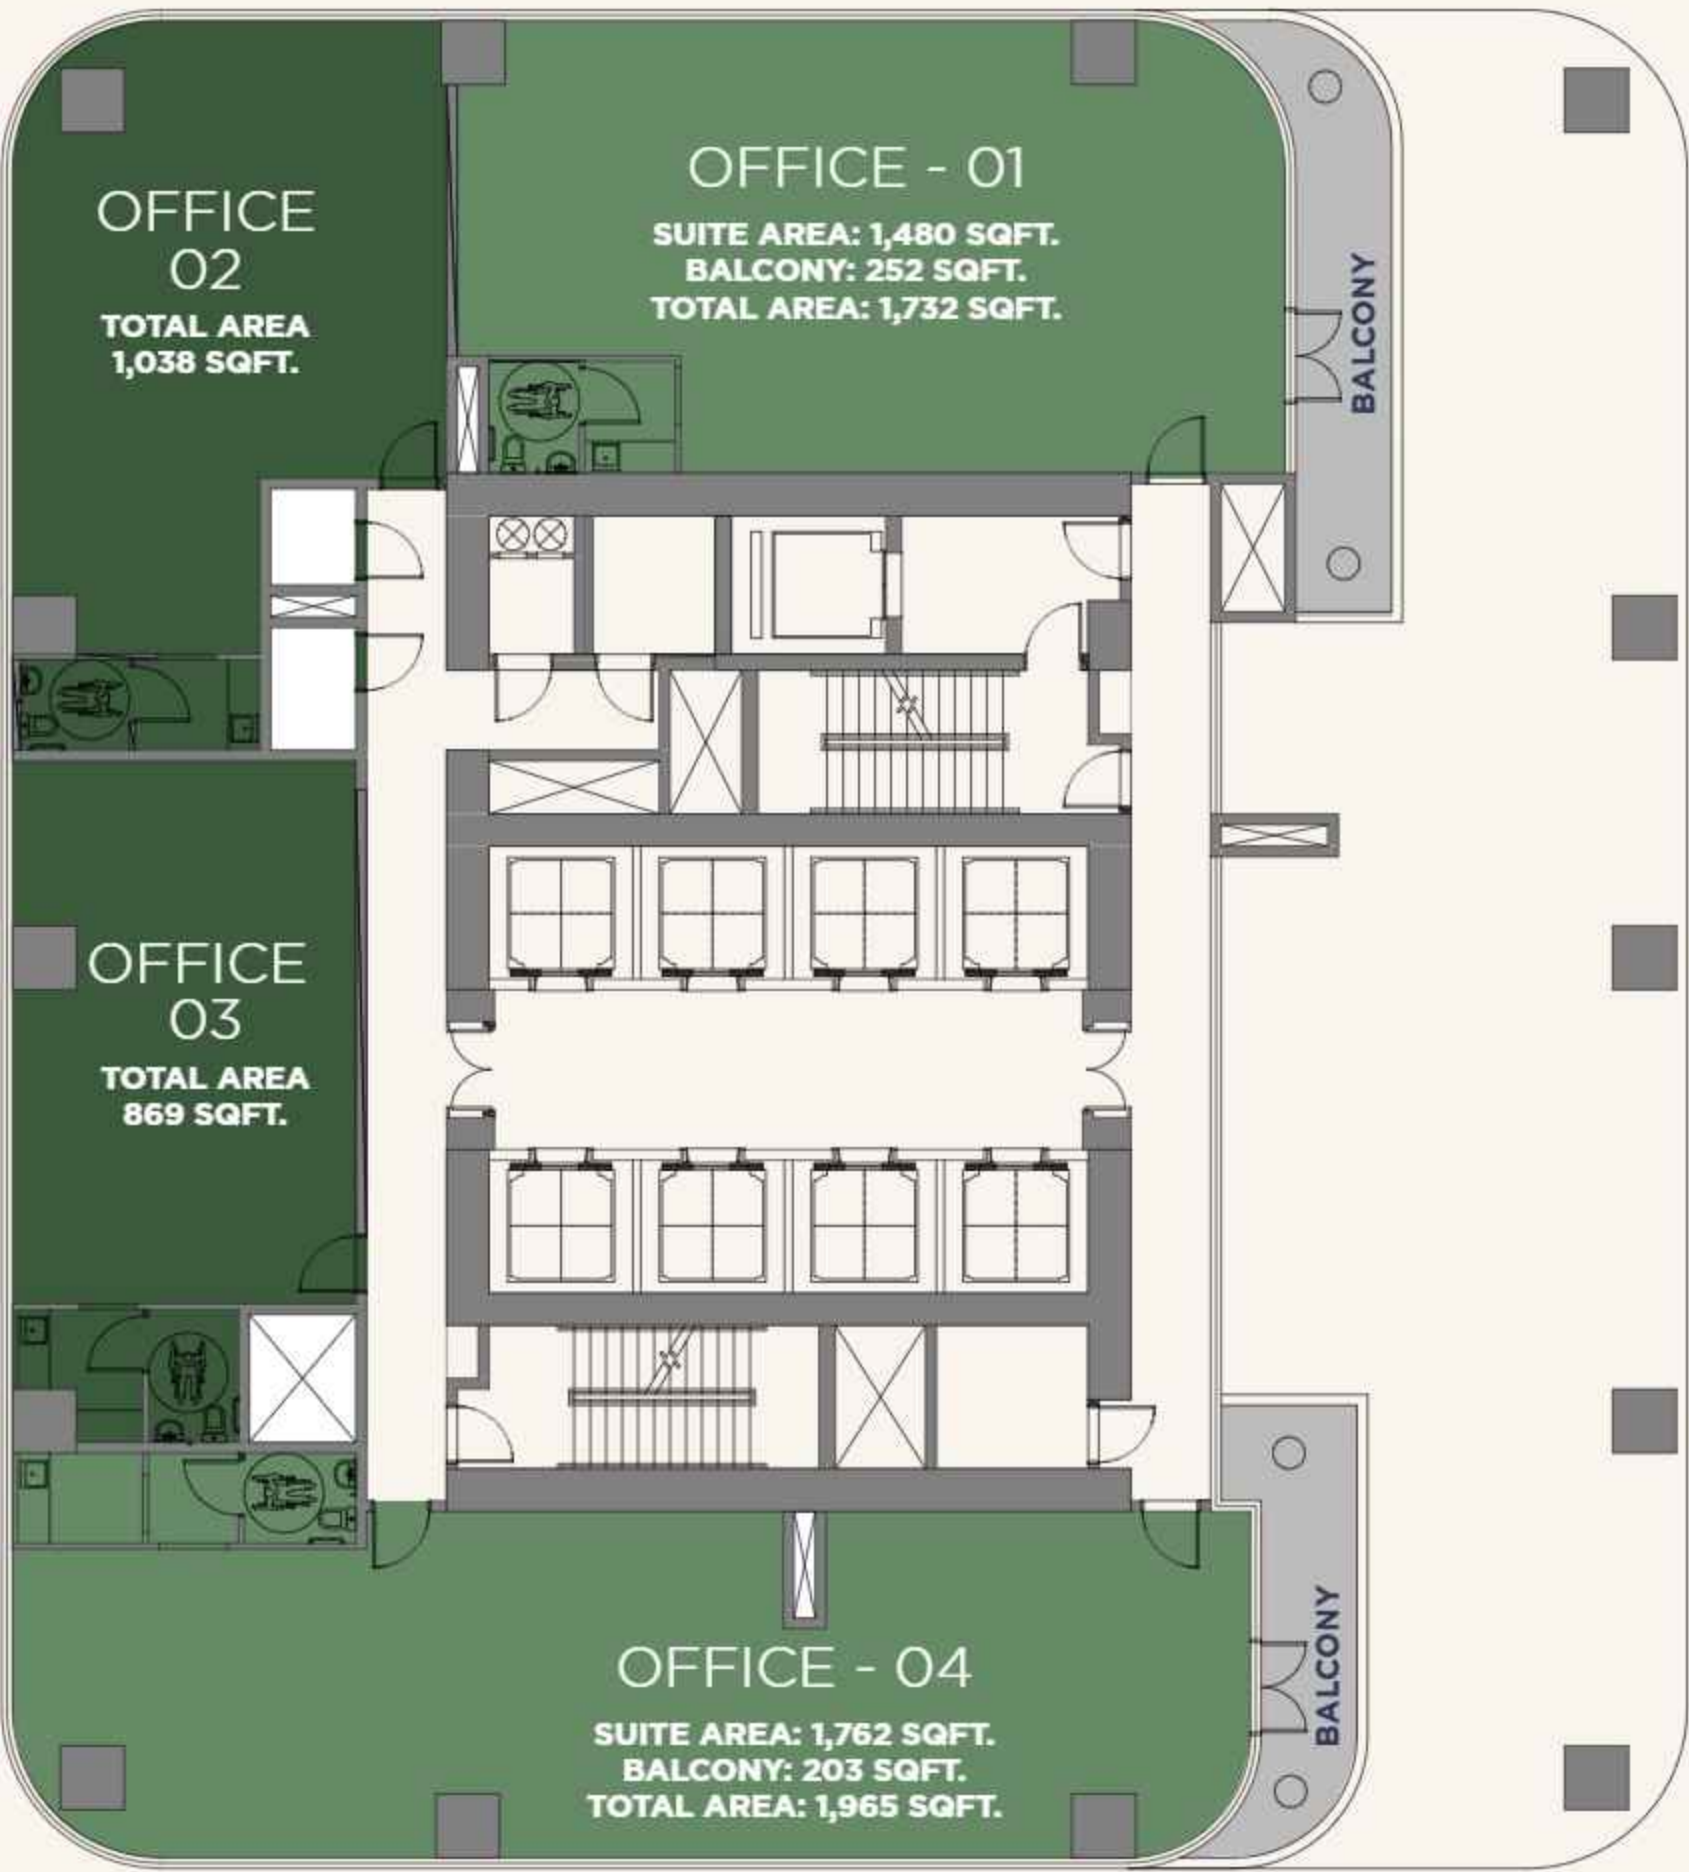 OFFICE - 01
SUITE AREA: 1,480 SQFT.
BALCONY: 252 SQFT.
TOTAL AREA: 1,732 SQFT.
BALCONY
OFFICE
02
TOTAL AREA
1,038 SQFT.
OFFICE
03
TOTAL AREA
869 SQFT.
OFFICE - 04
SUITE AREA: 1,762 SQFT.
BALCONY: 203 SQFT.
TOTAL AREA: 1,965 SQFT.
BALCONY